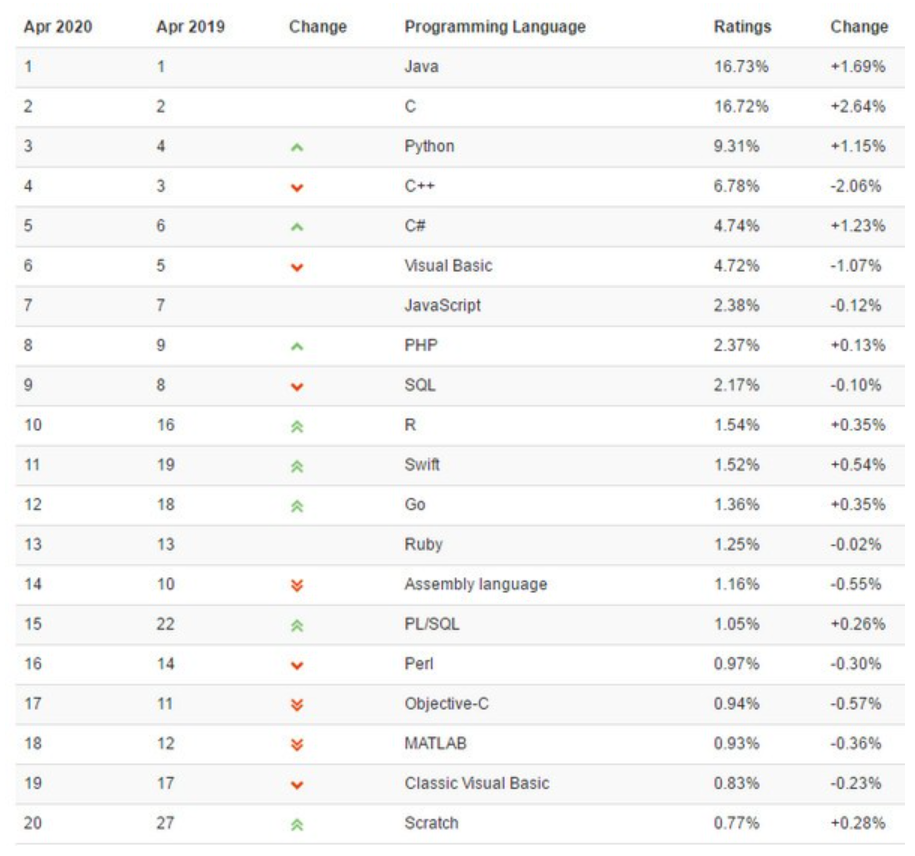 Apr 2020 Apr 2019 Change Programming Language Ratings Change
1 1 Java 16.73% +1.69%
2 2 C 16.72% +2.64%
3 4 Python 9.31% +1.15%
4 3 C++ 6.78% -2.06%
5 6 C# 4.74% +1.23%
6 5 Visual Basic 4.72% -1.07%
7 7 JavaScript 2.38% -0.12%
8 9 PHP 2.37% +0.13%
9 8 SQL 2.17% -0.10%
10 16 R 1.54% +0.35%
11 19 Swift 1.52% +0.54%
12 18 Go 1.36% +0.35%
13 13 Ruby 1.25% -0.02%
14 10 Assembly language 1.16% -0.55%
15 22 PL/SQL 1.05% +0.26%
16 14 Perl 0.97% -0.30%
17 11 Objective-C 0.94% -0.57%
18 12 MATLAB 0.93% -0.36%
19 17 Classic Visual Basic 0.83% -0.23%
20 27 Scratch 0.77% +0.28%